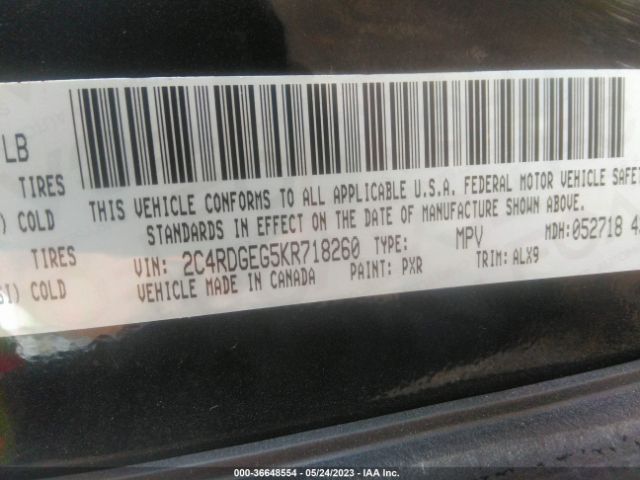 LB
TIRES
) COLD
TIRES
SI) COLD
THIS VEHICLE CONFORMS TO ALL APPLICABLE U.S.A. FEDERAL MOTOR VEHICLE SAFET
STANDARDS IN EFFECT ON THE DATE OF MANUFACTURE SHOWN ABOVE.
VIN: 2C4RDGEG5KR718260 TYPE: MPV MDH:052718 4
VEHICLE MADE IN CANADA PAINT: PXR TRIM: ALX9
000-36648554 - 05/24/2023 - IAA Inc.